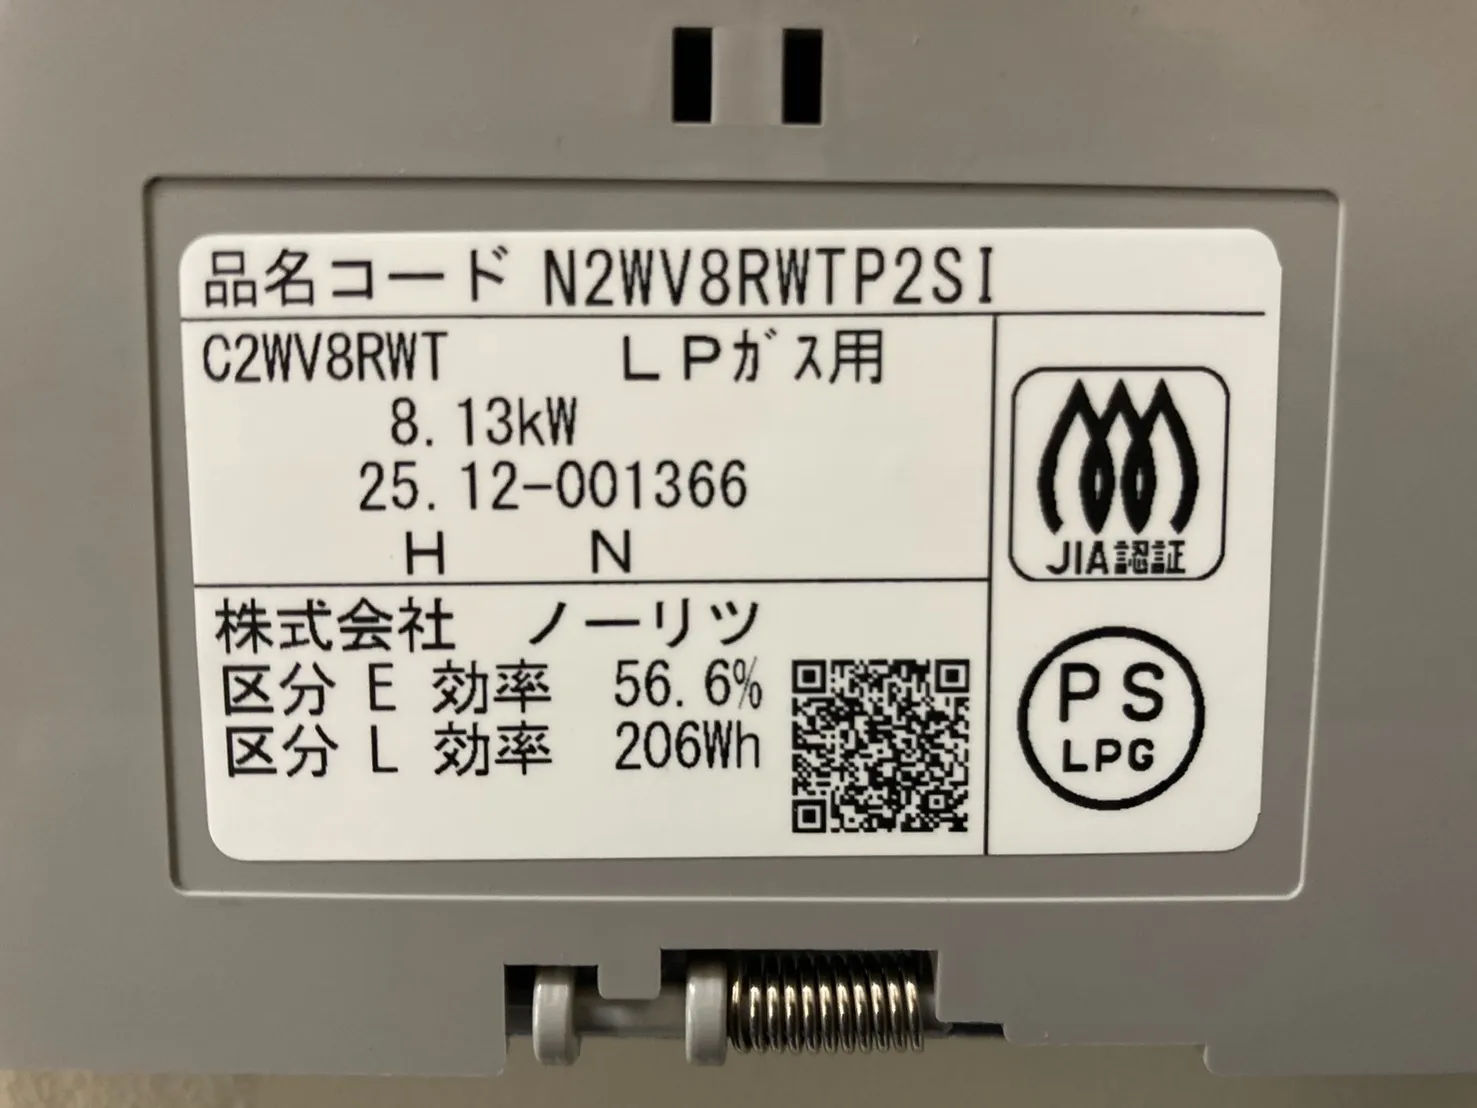 品名コード N2WV8RWTP2SI
C2WV8RWT LPガス用
8.13kW
25.12-001366
H N
株式会社 ノーリツ
区分 E 効率 56.6%
区分 L 効率 206Wh
JIA認証
PS
LPG